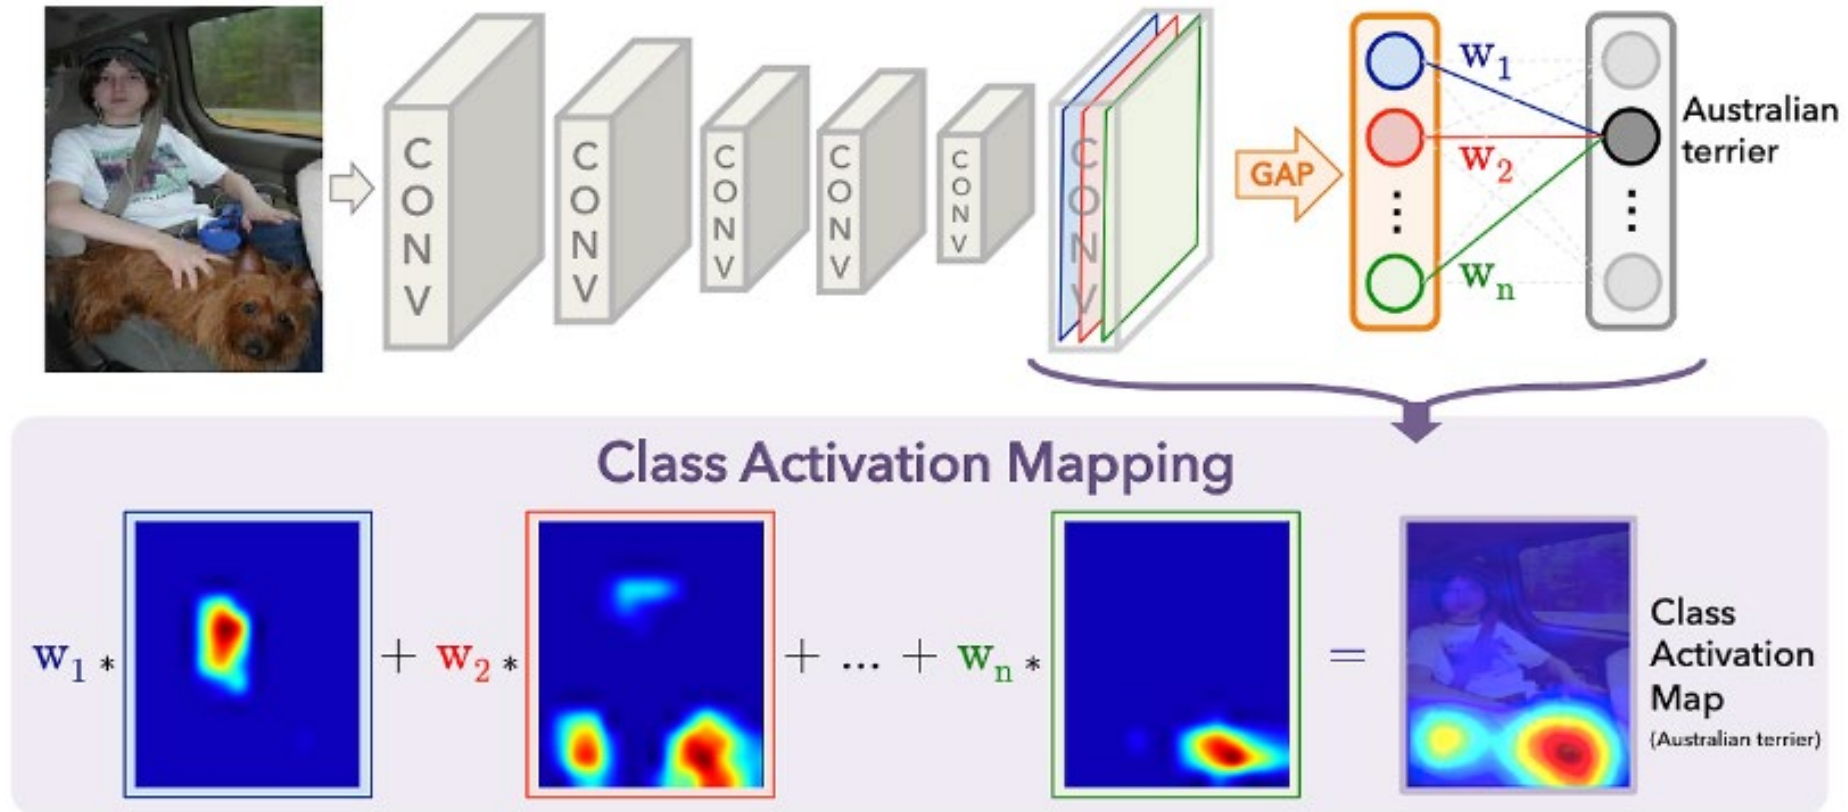 CONV
CONV
CONV
CONV
CONV
CONV
GAP
w1
w2
⋮
wn
⋮
Australian
terrier
Class Activation Mapping
w1 * + w2 * + ... + wn * =
Class
Activation
Map
(Australian terrier)